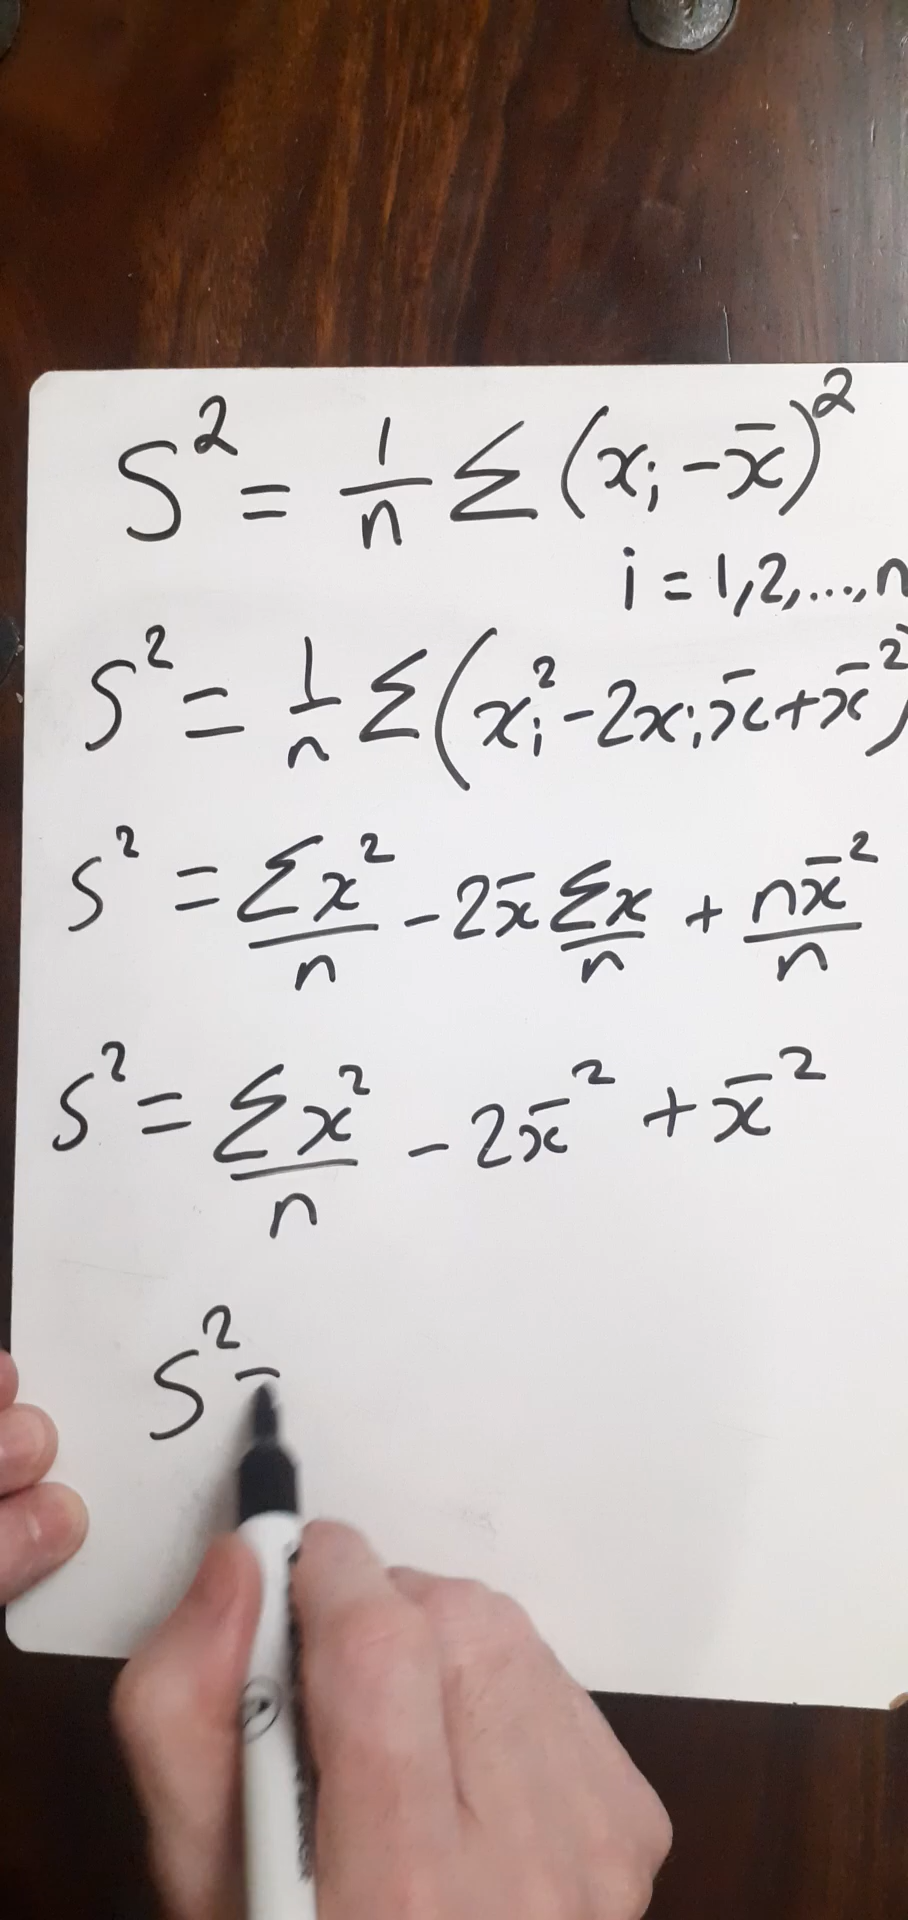 S² = 1/n Σ (xᵢ - x̄)²
i = 1,2,...,n
S² = 1/n Σ (xᵢ² - 2xᵢx̄ + x̄²)
S² = Σx²/n - 2x̄ Σx/n + nx̄²/n
S² = Σx²/n - 2x̄² + x̄²
S² =